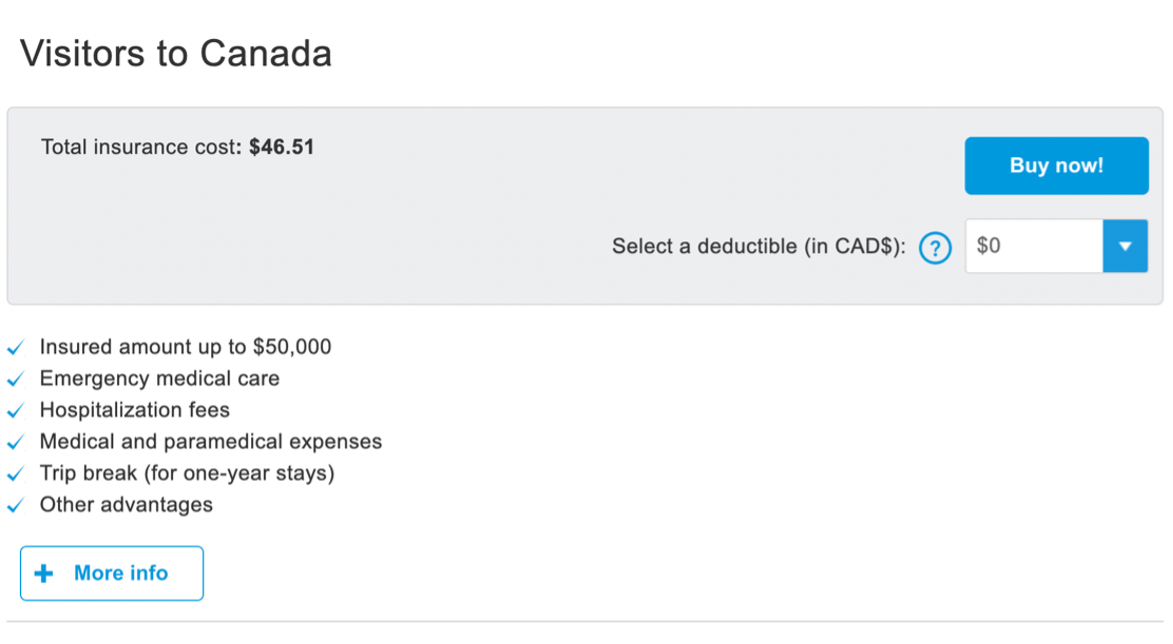 Visitors to Canada
Total insurance cost: $46.51
Buy now!
Select a deductible (in CAD$): ? $0
Insured amount up to $50,000
Emergency medical care
Hospitalization fees
Medical and paramedical expenses
Trip break (for one-year stays)
Other advantages
+ More info